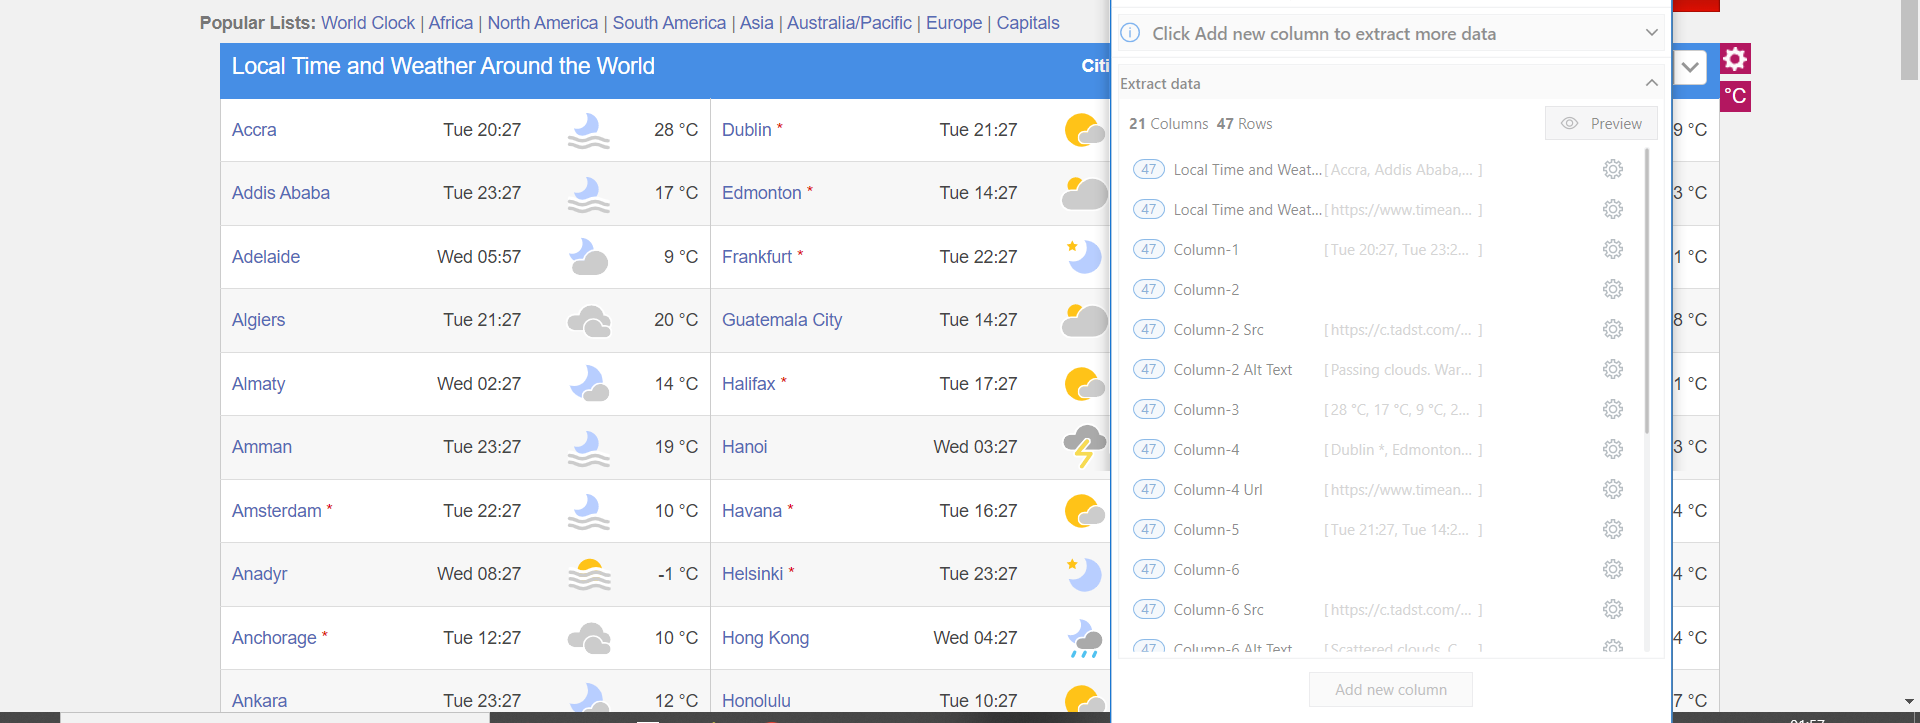 Popular Lists: World Clock | Africa | North America | South America | Asia | Australia/Pacific | Europe | Capitals
Local Time and Weather Around the World
Citi
°C
Accra Tue 20:27 28 °C Dublin * Tue 21:27
9 °C
Addis Ababa Tue 23:27 17 °C Edmonton * Tue 14:27
3 °C
Adelaide Wed 05:57 9 °C Frankfurt * Tue 22:27
1 °C
Algiers Tue 21:27 20 °C Guatemala City Tue 14:27
8 °C
Almaty Wed 02:27 14 °C Halifax * Tue 17:27
1 °C
Amman Tue 23:27 19 °C Hanoi Wed 03:27
3 °C
Amsterdam * Tue 22:27 10 °C Havana * Tue 16:27
4 °C
Anadyr Wed 08:27 -1 °C Helsinki * Tue 23:27
4 °C
Anchorage * Tue 12:27 10 °C Hong Kong Wed 04:27
4 °C
Ankara Tue 23:27 12 °C Honolulu Tue 10:27
7 °C
Click Add new column to extract more data
Extract data
21 Columns 47 Rows Preview
47 Local Time and Weat... [ Accra, Addis Ababa,... ]
47 Local Time and Weat... [ https://www.timean... ]
47 Column-1 [ Tue 20:27, Tue 23:2... ]
47 Column-2
47 Column-2 Src [ https://c.tadst.com/... ]
47 Column-2 Alt Text [ Passing clouds. War... ]
47 Column-3 [ 28 °C, 17 °C, 9 °C, 2... ]
47 Column-4 [ Dublin *, Edmonton... ]
47 Column-4 Url [ https://www.timean... ]
47 Column-5 [ Tue 21:27, Tue 14:2... ]
47 Column-6
47 Column-6 Src [ https://c.tadst.com/... ]
47 Column-6 Alt Text [ Scattered clouds. C... ]
Add new column